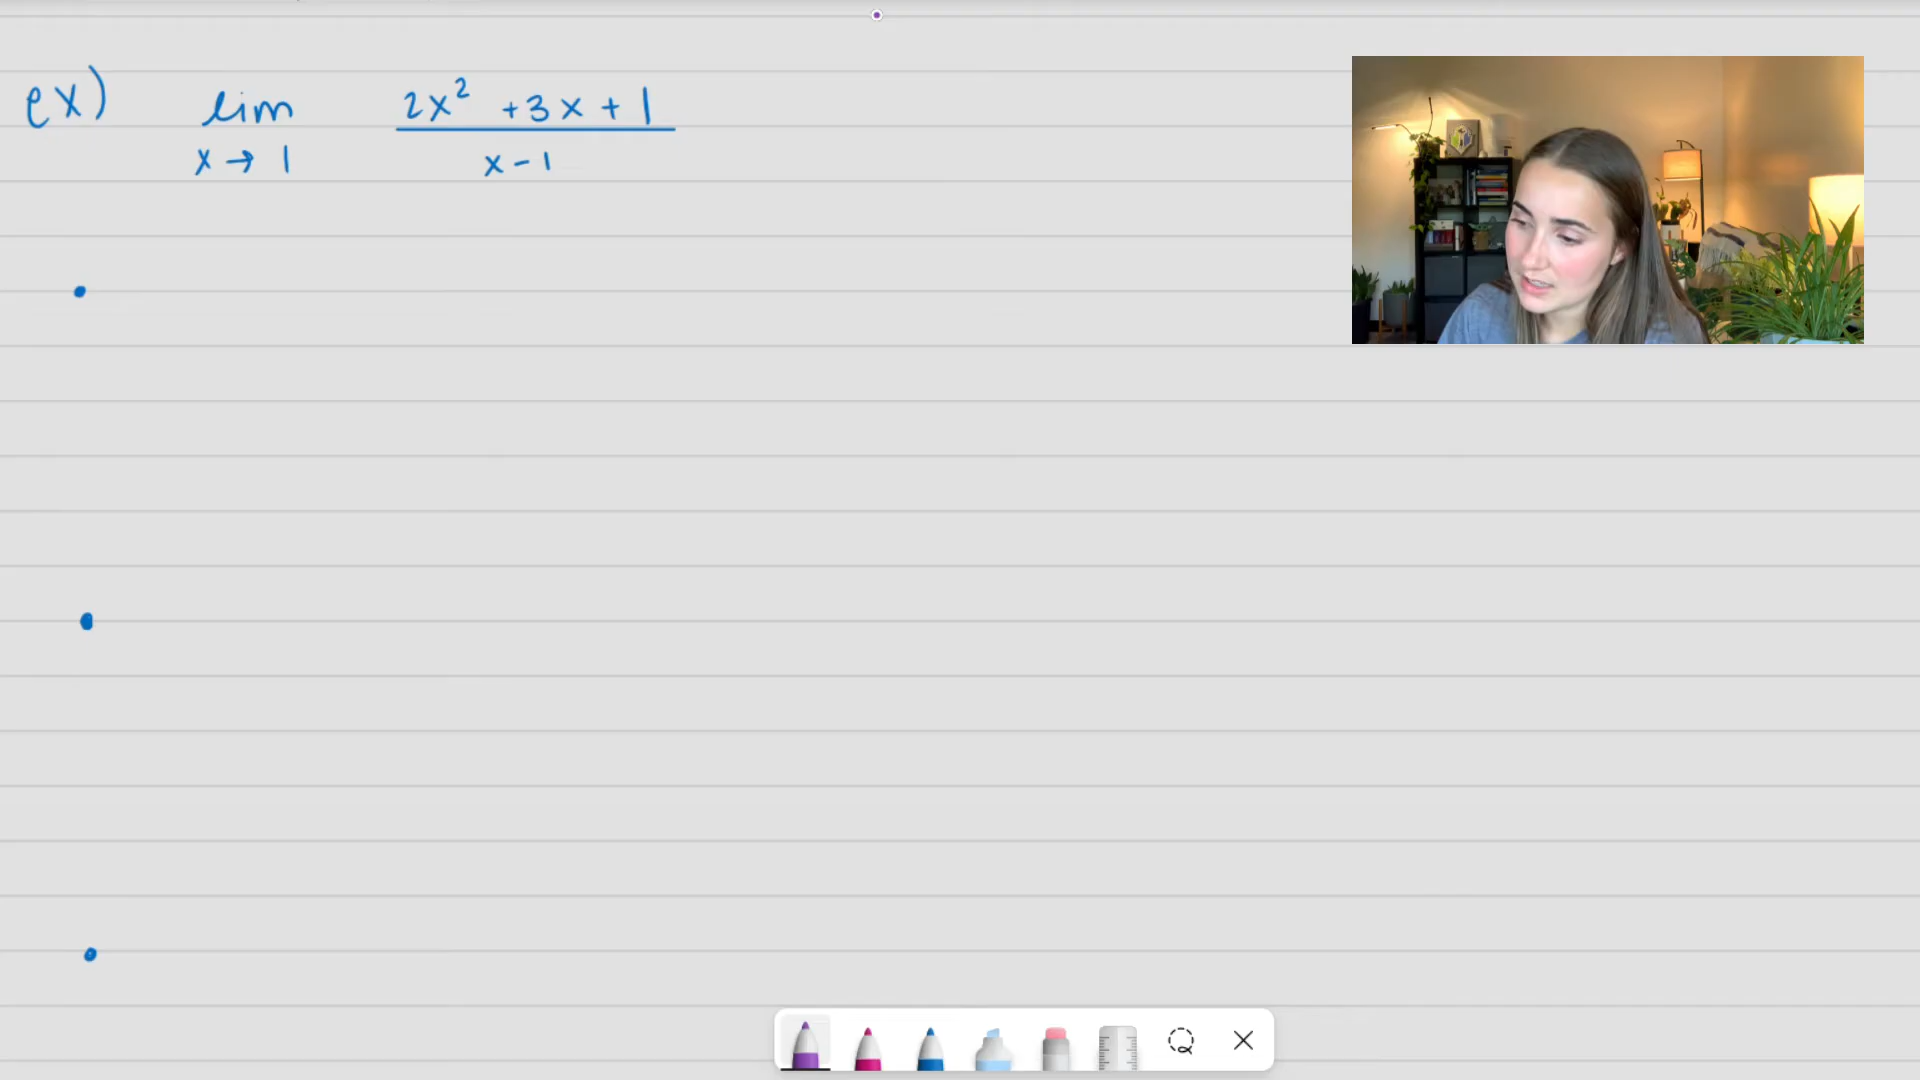 ex) lim x → 1 2x² + 3x + 1 / x - 1